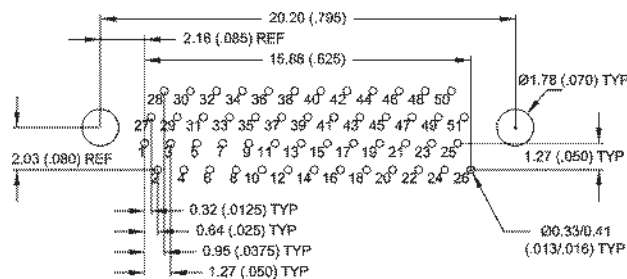 20.20 (.795)
2.16 (.085) REF
15.88 (.625)
Ø1.78 (.070) TYP
28 30 32 34 36 38 40 42 44 46 48 50
27 29 31 33 35 37 39 41 43 45 47 49 51
1 3 5 7 9 11 13 15 17 19 21 23 25
2.03 (.080) REF
1.27 (.050) TYP
2 4 6 8 10 12 14 16 18 20 22 24 26
0.32 (.0125) TYP
0.64 (.025) TYP
Ø0.33/0.41
(.013/.016) TYP
0.95 (.0375) TYP
1.27 (.050) TYP